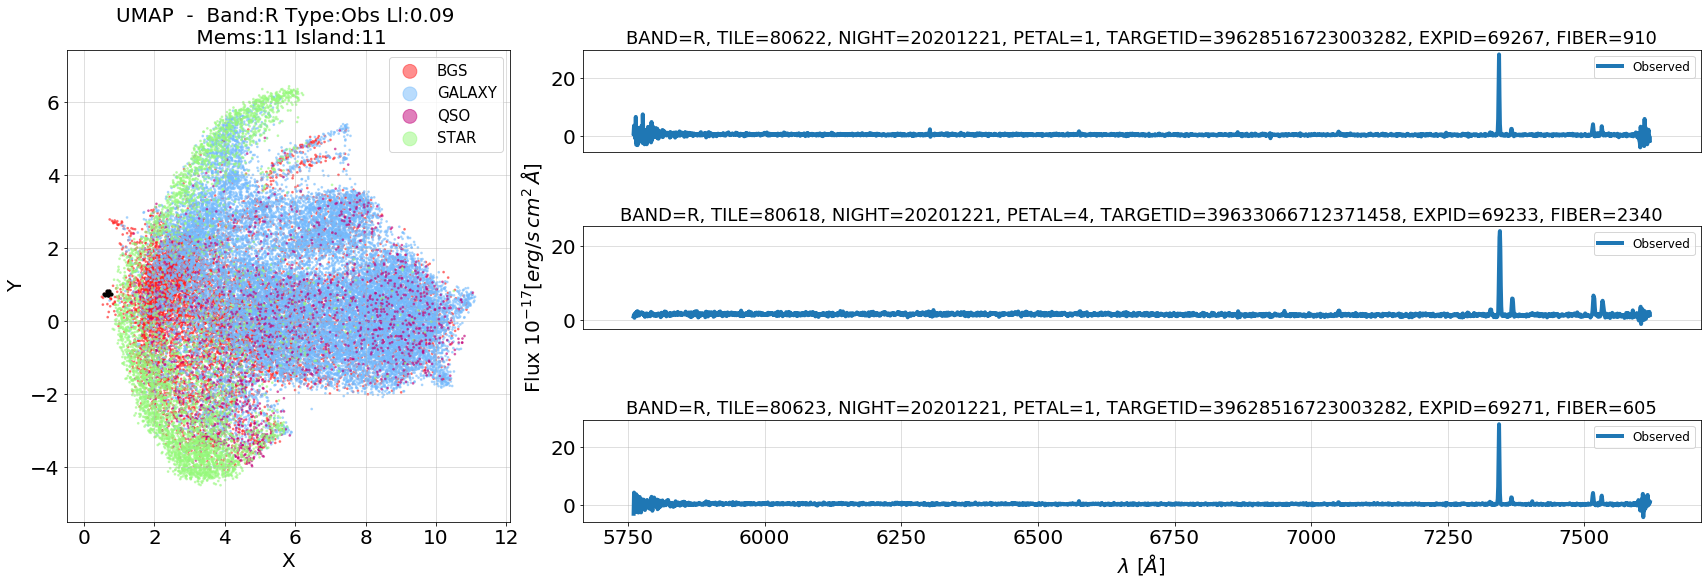 UMAP - Band:R Type:Obs Ll:0.09
Mems:11 Island:11
BGS
GALAXY
QSO
STAR
6
4
2
0
−2
−4
Y
0 2 4 6 8 10 12
X
BAND=R, TILE=80622, NIGHT=20201221, PETAL=1, TARGETID=39628516723003282, EXPID=69267, FIBER=910
Observed
20
0
BAND=R, TILE=80618, NIGHT=20201221, PETAL=4, TARGETID=39633066712371458, EXPID=69233, FIBER=2340
Observed
20
0
Flux 10⁻¹⁷[erg/s cm² Å]
BAND=R, TILE=80623, NIGHT=20201221, PETAL=1, TARGETID=39628516723003282, EXPID=69271, FIBER=605
Observed
20
0
5750 6000 6250 6500 6750 7000 7250 7500
λ [Å]